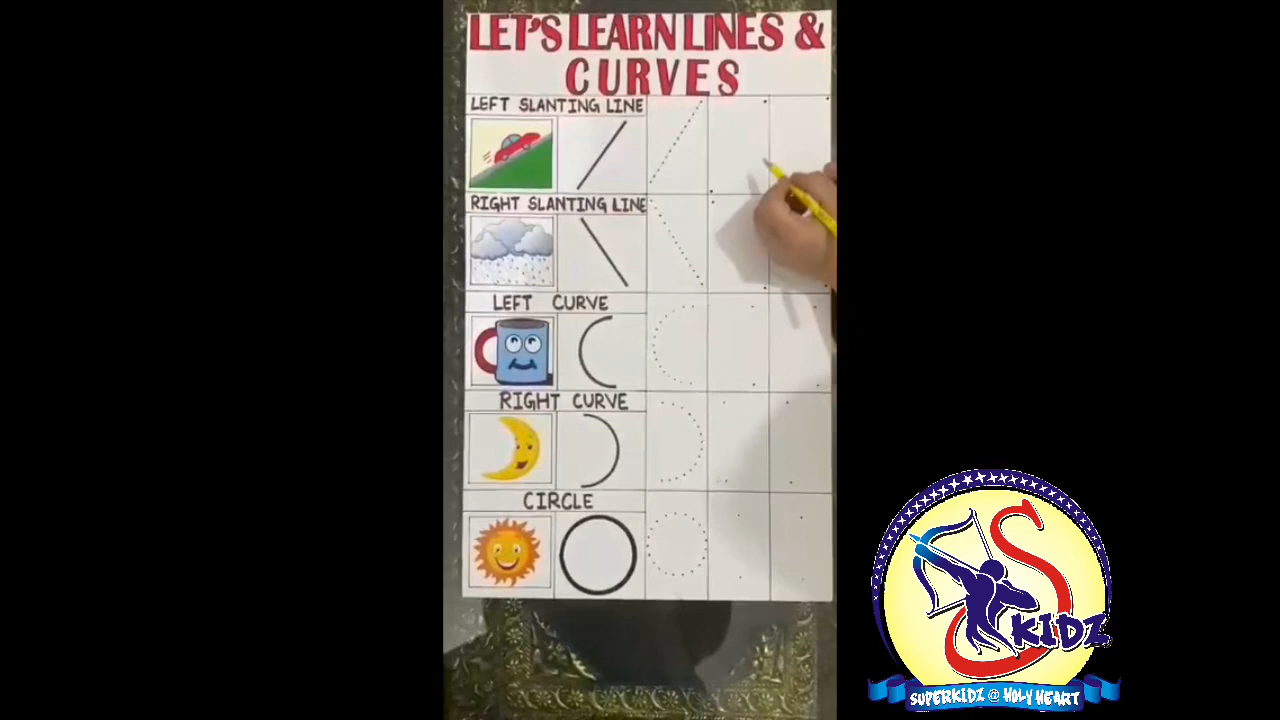 LET'S LEARN LINES &
CURVES
LEFT SLANTING LINE
RIGHT SLANTING LINE
LEFT CURVE
RIGHT CURVE
CIRCLE
S
KIDZ
SUPERKIDZ @ HOLY HEART